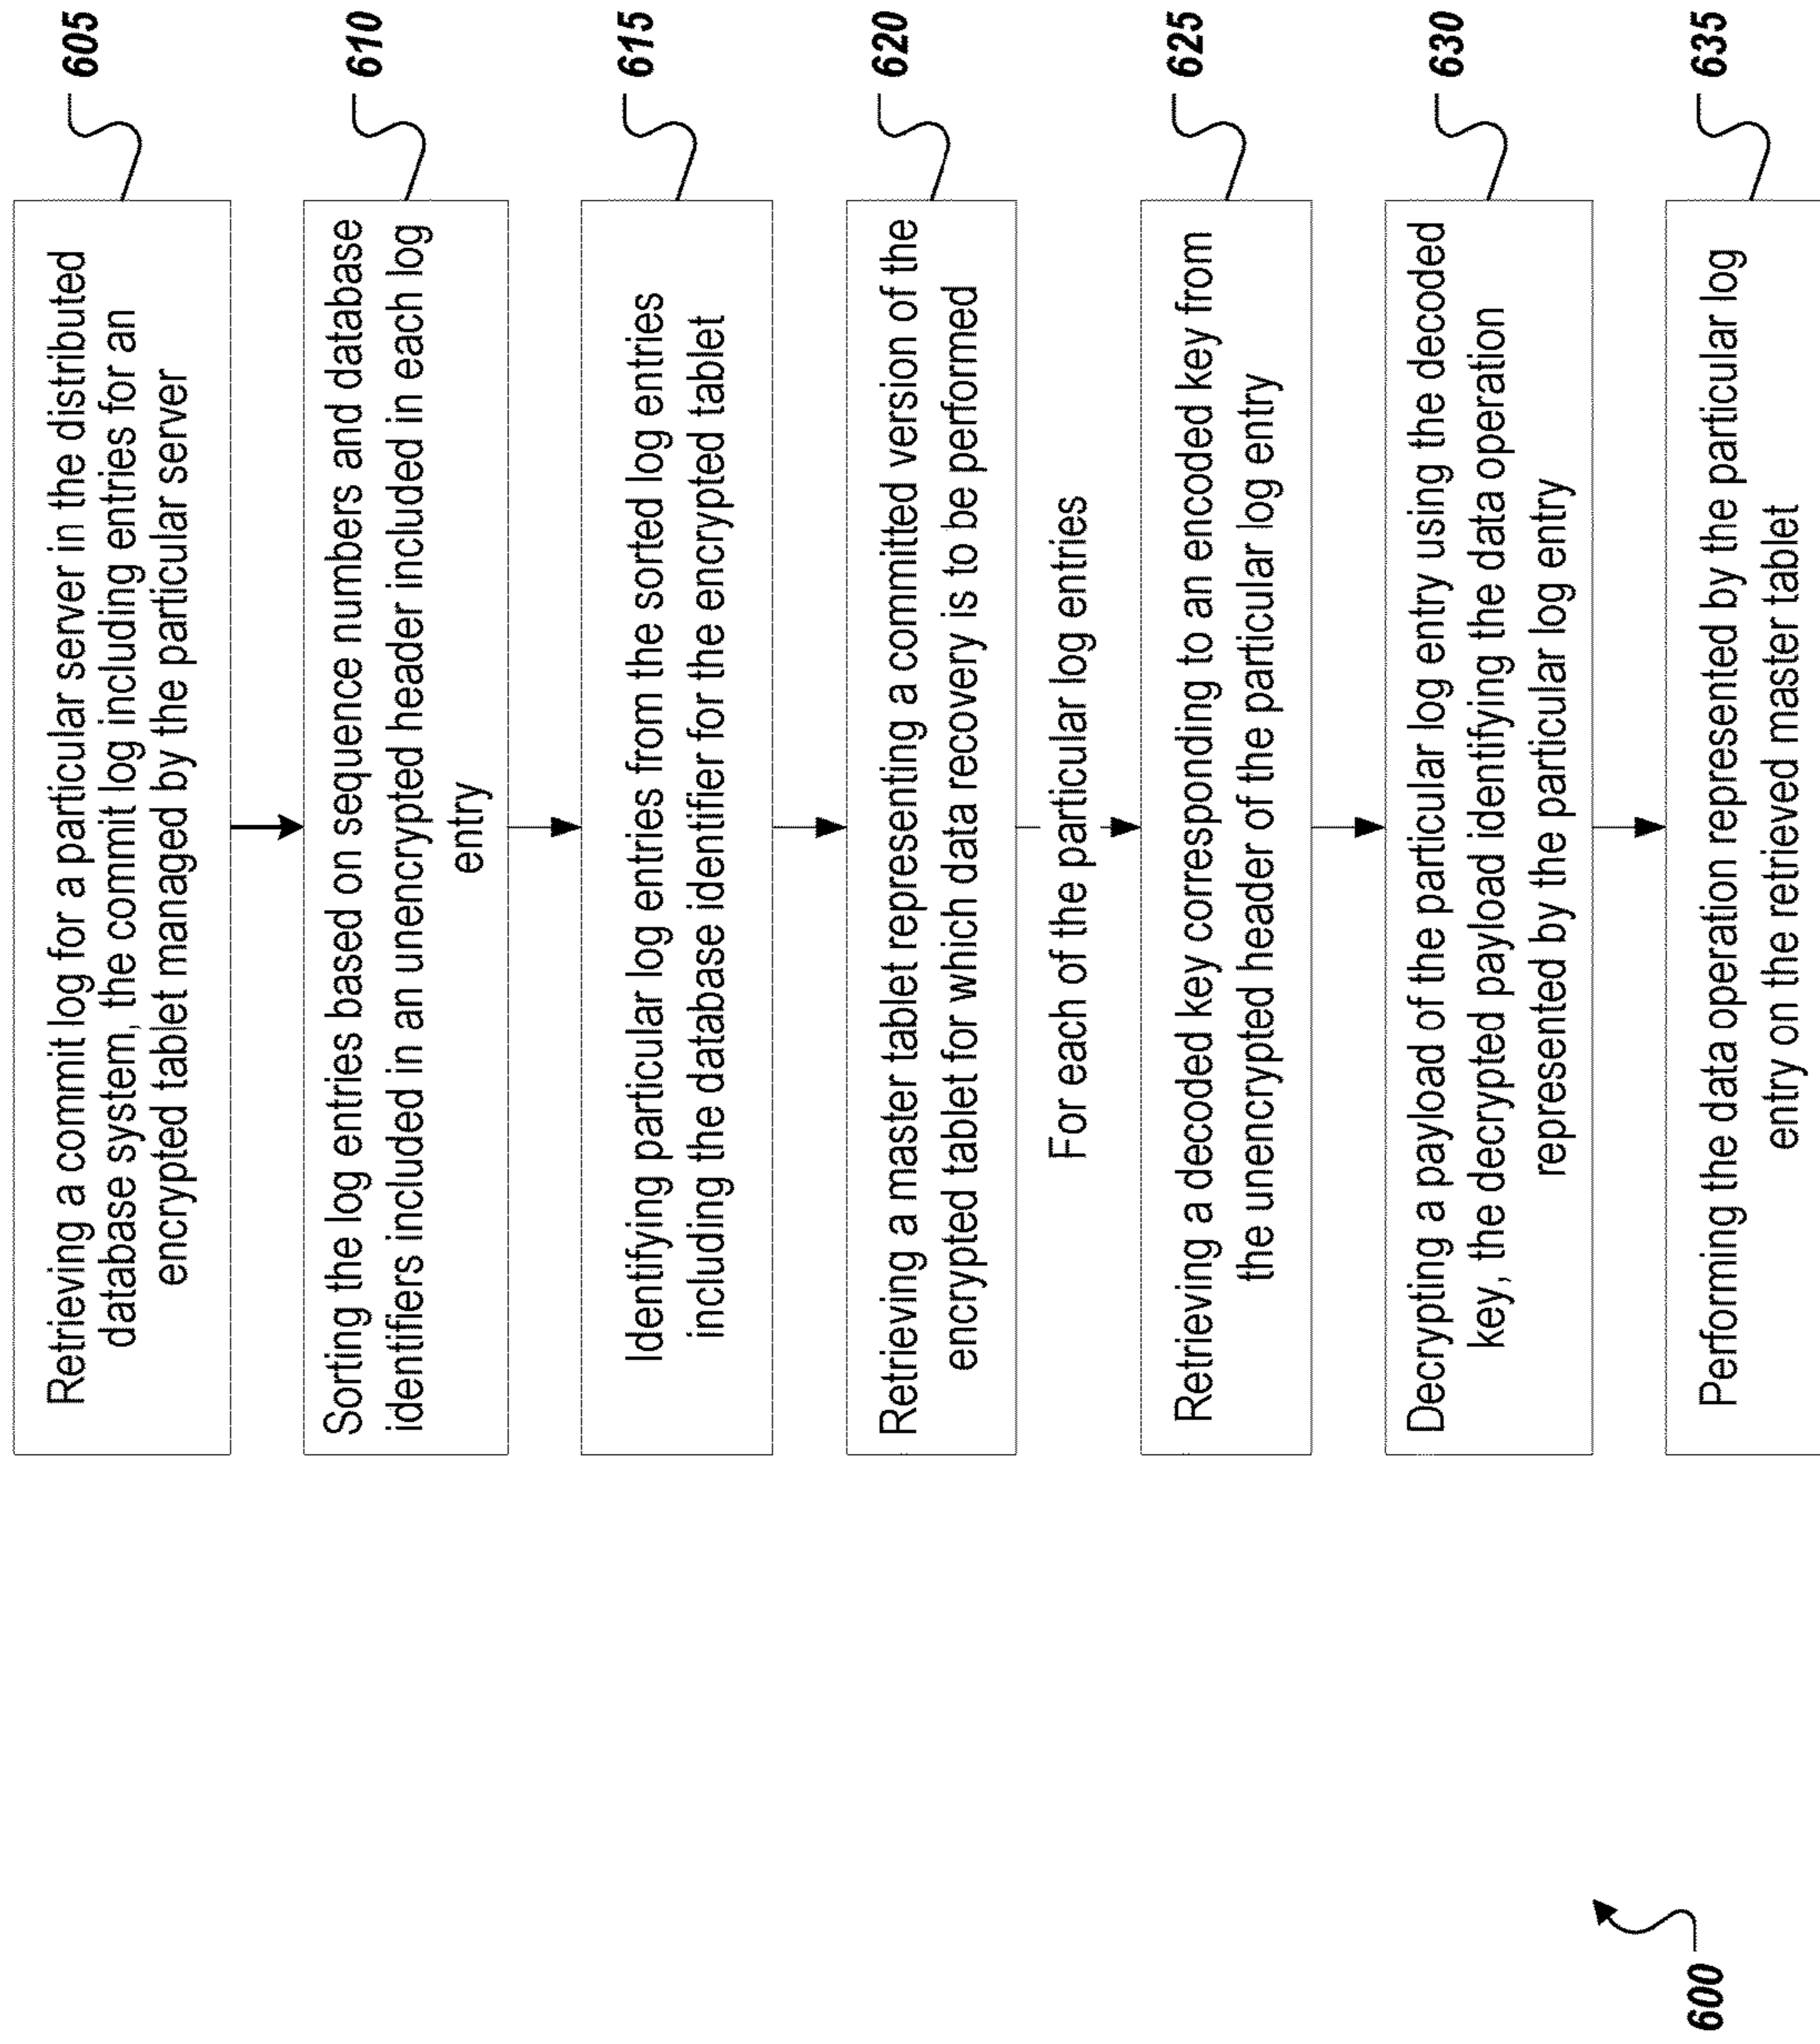 Retrieving a commit log for a particular server in the distributed
database system, the commit log including entries for an
encrypted tablet managed by the particular server
605
Sorting the log entries based on sequence numbers and database
identifiers included in an unencrypted header included in each log
entry
610
Identifying particular log entries from the sorted log entries
including the database identifier for the encrypted tablet
615
Retrieving a master tablet representing a committed version of the
encrypted tablet for which data recovery is to be performed
620
For each of the particular log entries
Retrieving a decoded key corresponding to an encoded key from
the unencrypted header of the particular log entry
625
Decrypting a payload of the particular log entry using the decoded
key, the decrypted payload identifying the data operation
represented by the particular log entry
630
Performing the data operation represented by the particular log
entry on the retrieved master tablet
635
600